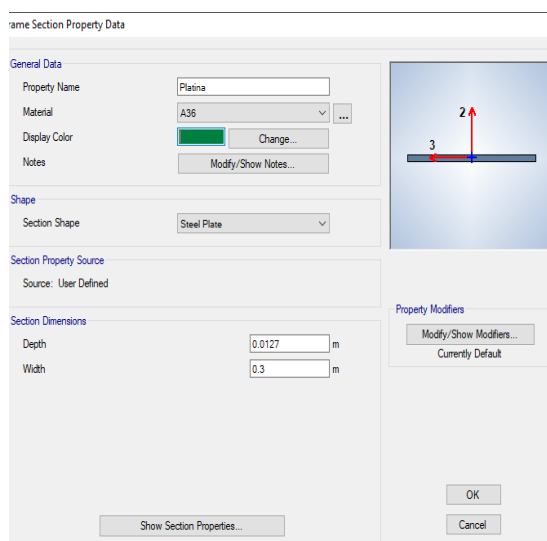 rame Section Property Data
General Data
Property Name Platina
Material A36 ...
Display Color Change...
Notes Modify/Show Notes...
Shape
Section Shape Steel Plate
Section Property Source
Source: User Defined
Section Dimensions
Depth 0.0127 m
Width 0.3 m
Show Section Properties...
2
3
Property Modifiers
Modify/Show Modifiers...
Currently Default
OK
Cancel